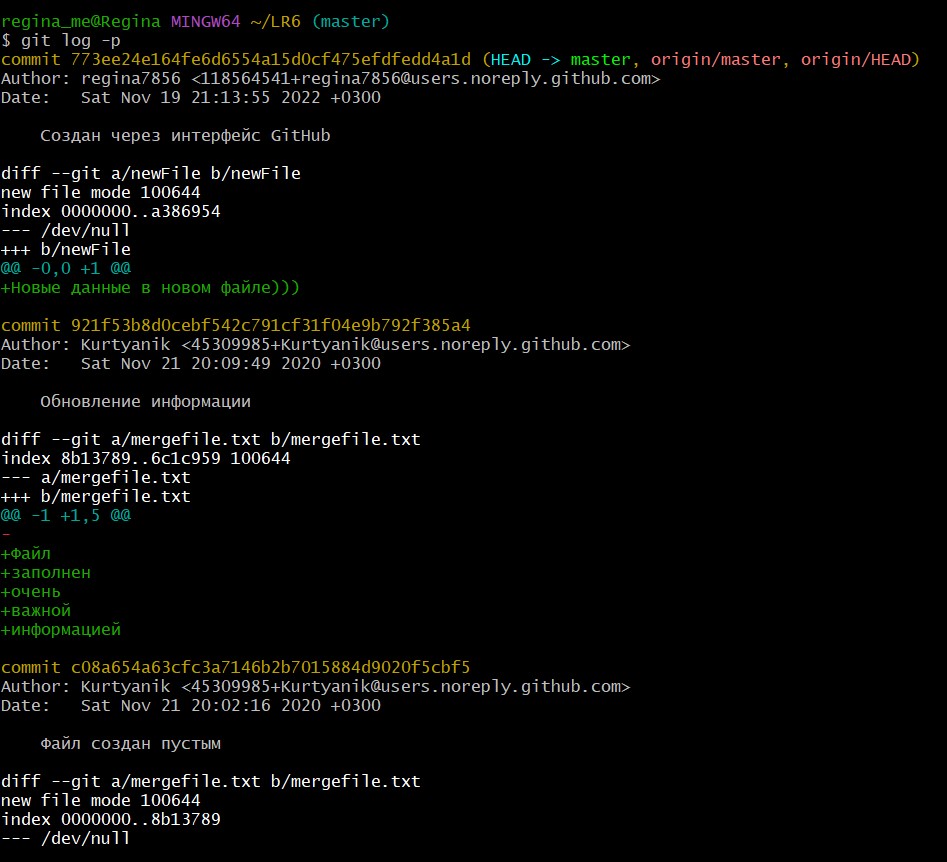 regina_me@Regina MINGW64 ~/LR6 (master)
$ git log -p
commit 773ee24e164fe6d6554a15d0cf475efdfedd4a1d (HEAD -> master, origin/master, origin/HEAD)
Author: regina7856 <118564541+regina7856@users.noreply.github.com>
Date:   Sat Nov 19 21:13:55 2022 +0300

    Создан через интерфейс GitHub

diff --git a/newFile b/newFile
new file mode 100644
index 0000000..a386954
--- /dev/null
+++ b/newFile
@@ -0,0 +1 @@
+Новые данные в новом файле)))

commit 921f53b8d0cebf542c791cf31f04e9b792f385a4
Author: Kurtyanik <45309985+Kurtyanik@users.noreply.github.com>
Date:   Sat Nov 21 20:09:49 2020 +0300

    Обновление информации

diff --git a/mergefile.txt b/mergefile.txt
index 8b13789..6c1c959 100644
--- a/mergefile.txt
+++ b/mergefile.txt
@@ -1 +1,5 @@
-
+Файл
+заполнен
+очень
+важной
+информацией

commit c08a654a63cfc3a7146b2b7015884d9020f5cbf5
Author: Kurtyanik <45309985+Kurtyanik@users.noreply.github.com>
Date:   Sat Nov 21 20:02:16 2020 +0300

    Файл создан пустым

diff --git a/mergefile.txt b/mergefile.txt
new file mode 100644
index 0000000..8b13789
--- /dev/null